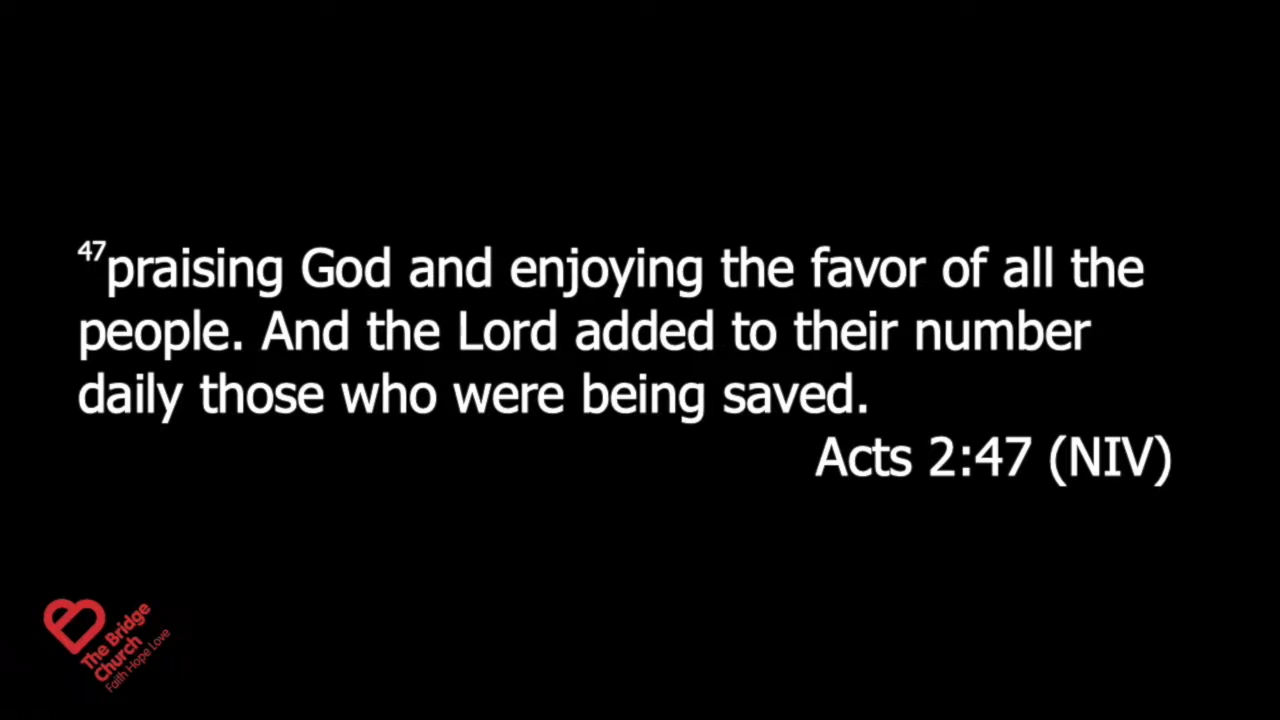 47praising God and enjoying the favor of all the
people. And the Lord added to their number
daily those who were being saved.
Acts 2:47 (NIV)
The Bridge
Church
Faith Hope Love